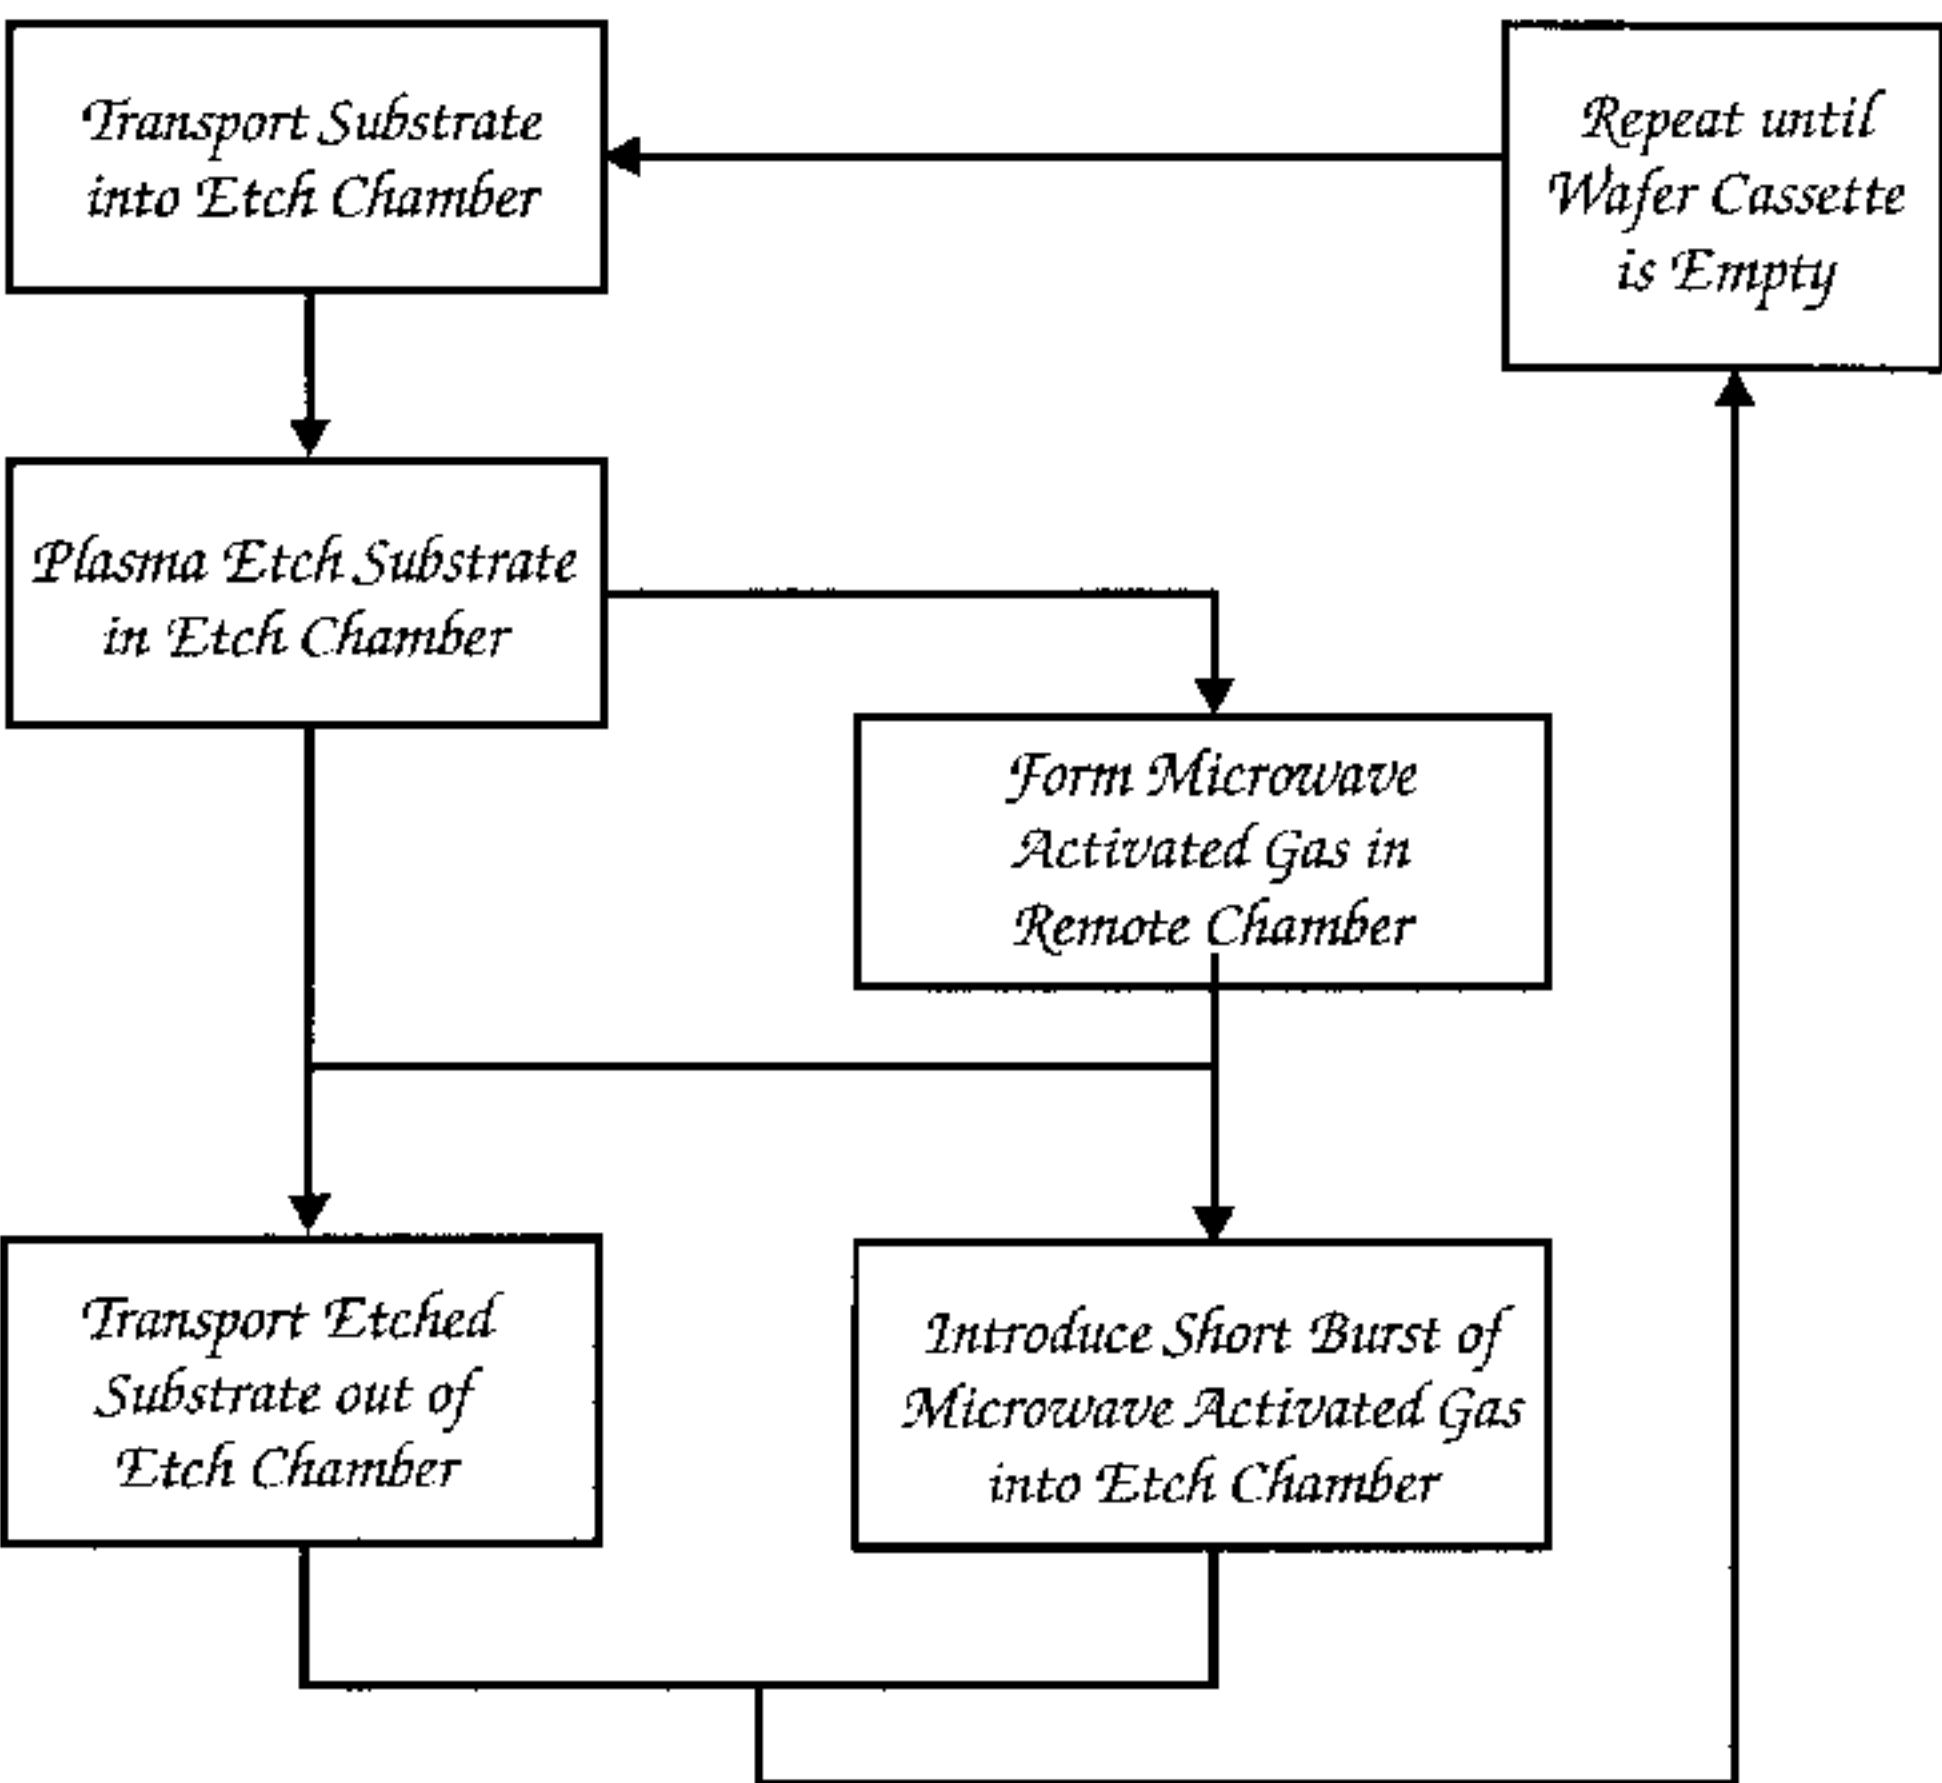 Transport Substrate
into Etch Chamber
Repeat until
Wafer Cassette
is Empty
Plasma Etch Substrate
in Etch Chamber
Form Microwave
Activated Gas in
Remote Chamber
Transport Etched
Substrate out of
Etch Chamber
Introduce Short Burst of
Microwave Activated Gas
into Etch Chamber